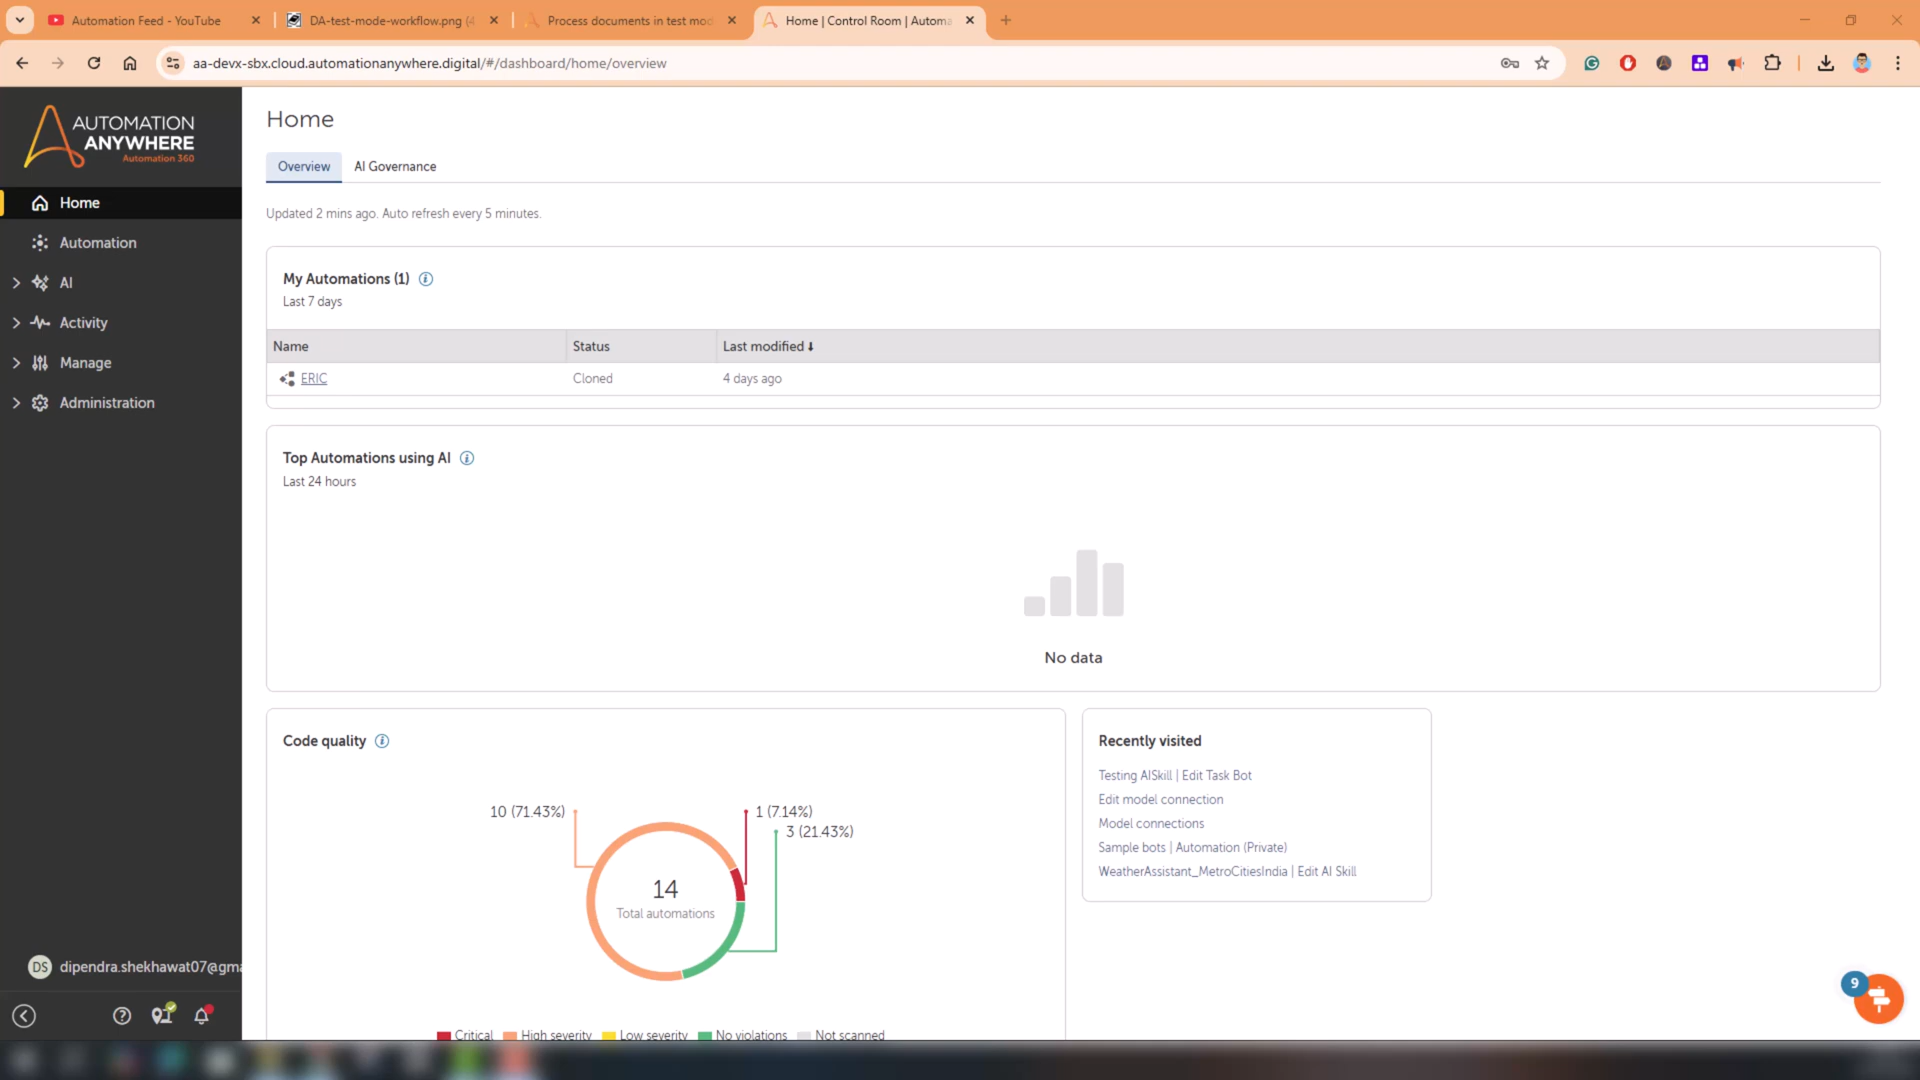 Automation Feed - YouTube
DA-test-mode-workflow.png (
Process documents in test mod
Home | Control Room | Automa
aa-devx-sbx.cloud.automationanywhere.digital/#/dashboard/home/overview
AUTOMATION
ANYWHERE
Automation 360
Home
Automation
AI
Activity
Manage
Administration
DS
dipendra.shekhawat07@gma
Home
Overview
AI Governance
Updated 2 mins ago. Auto refresh every 5 minutes.
My Automations (1)
Last 7 days
Name
Status
Last modified
ERIC
Cloned
4 days ago
Top Automations using AI
Last 24 hours
No data
Code quality
10 (71.43%)
1 (7.14%)
3 (21.43%)
14
Total automations
Critical
High severity
Low severity
No violations
Not scanned
Recently visited
Testing AISkill | Edit Task Bot
Edit model connection
Model connections
Sample bots | Automation (Private)
WeatherAssistant_MetroCitiesIndia | Edit AI Skill
9